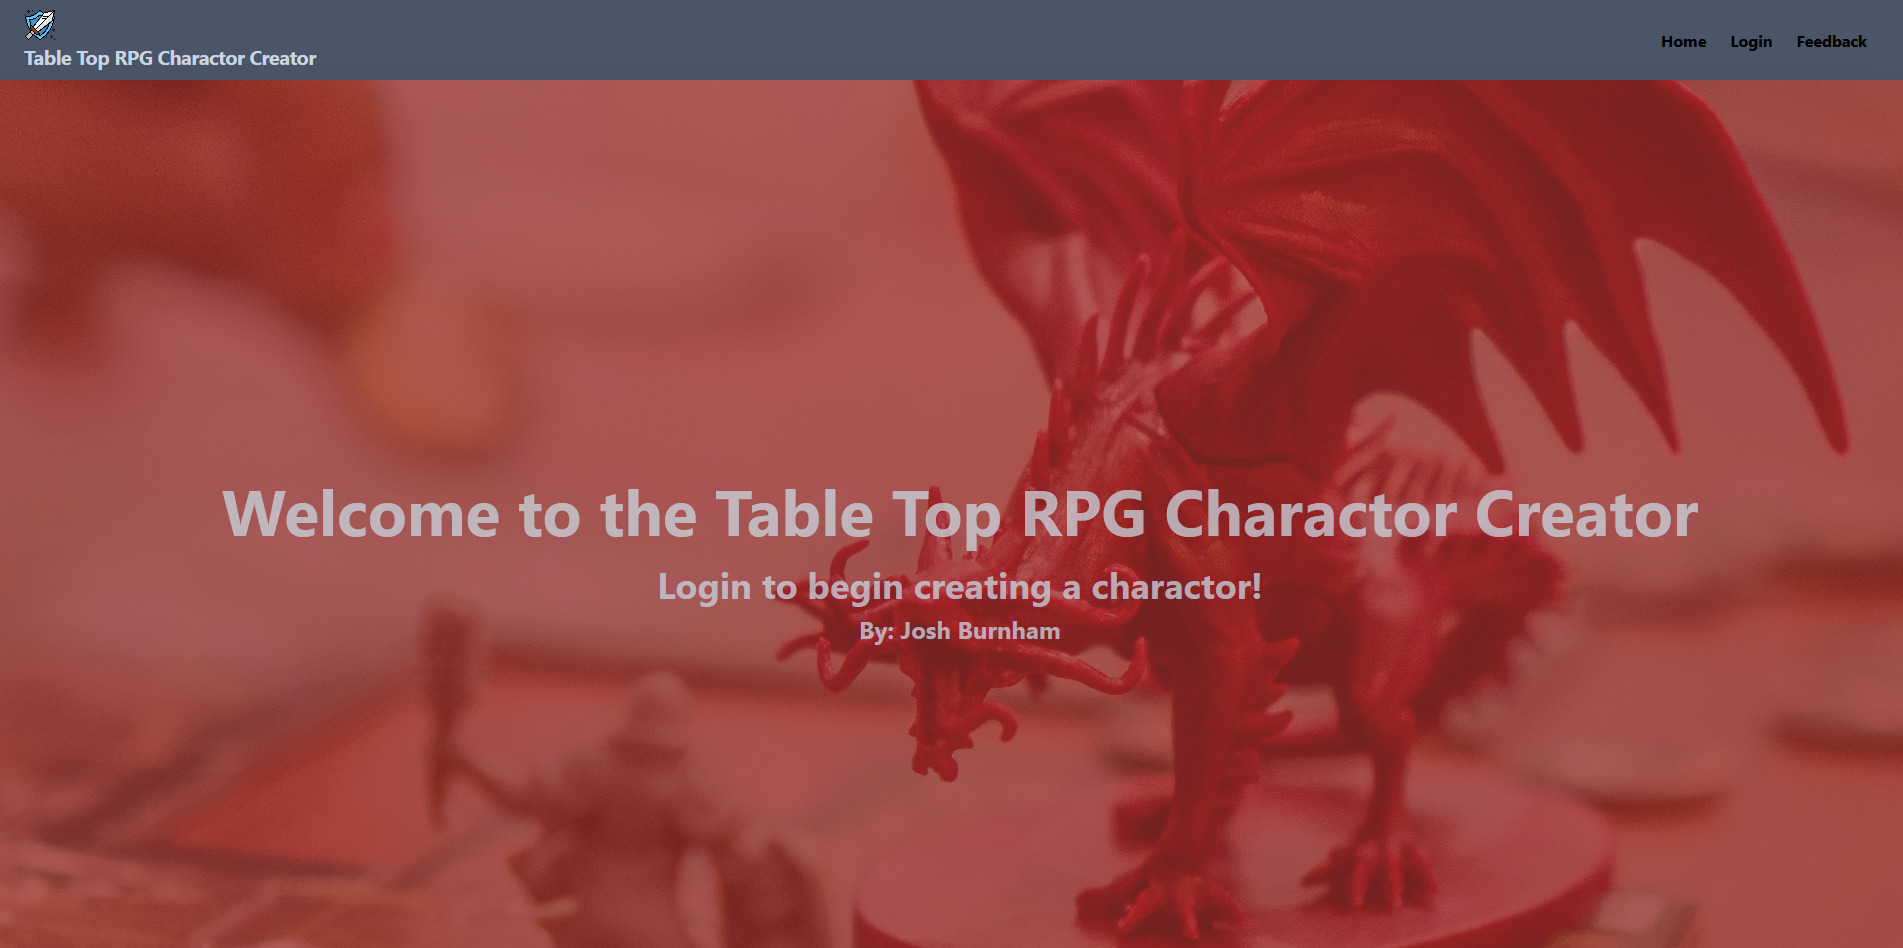 Table Top RPG Charactor Creator
Home Login Feedback
Welcome to the Table Top RPG Charactor Creator
Login to begin creating a charactor!
By: Josh Burnham